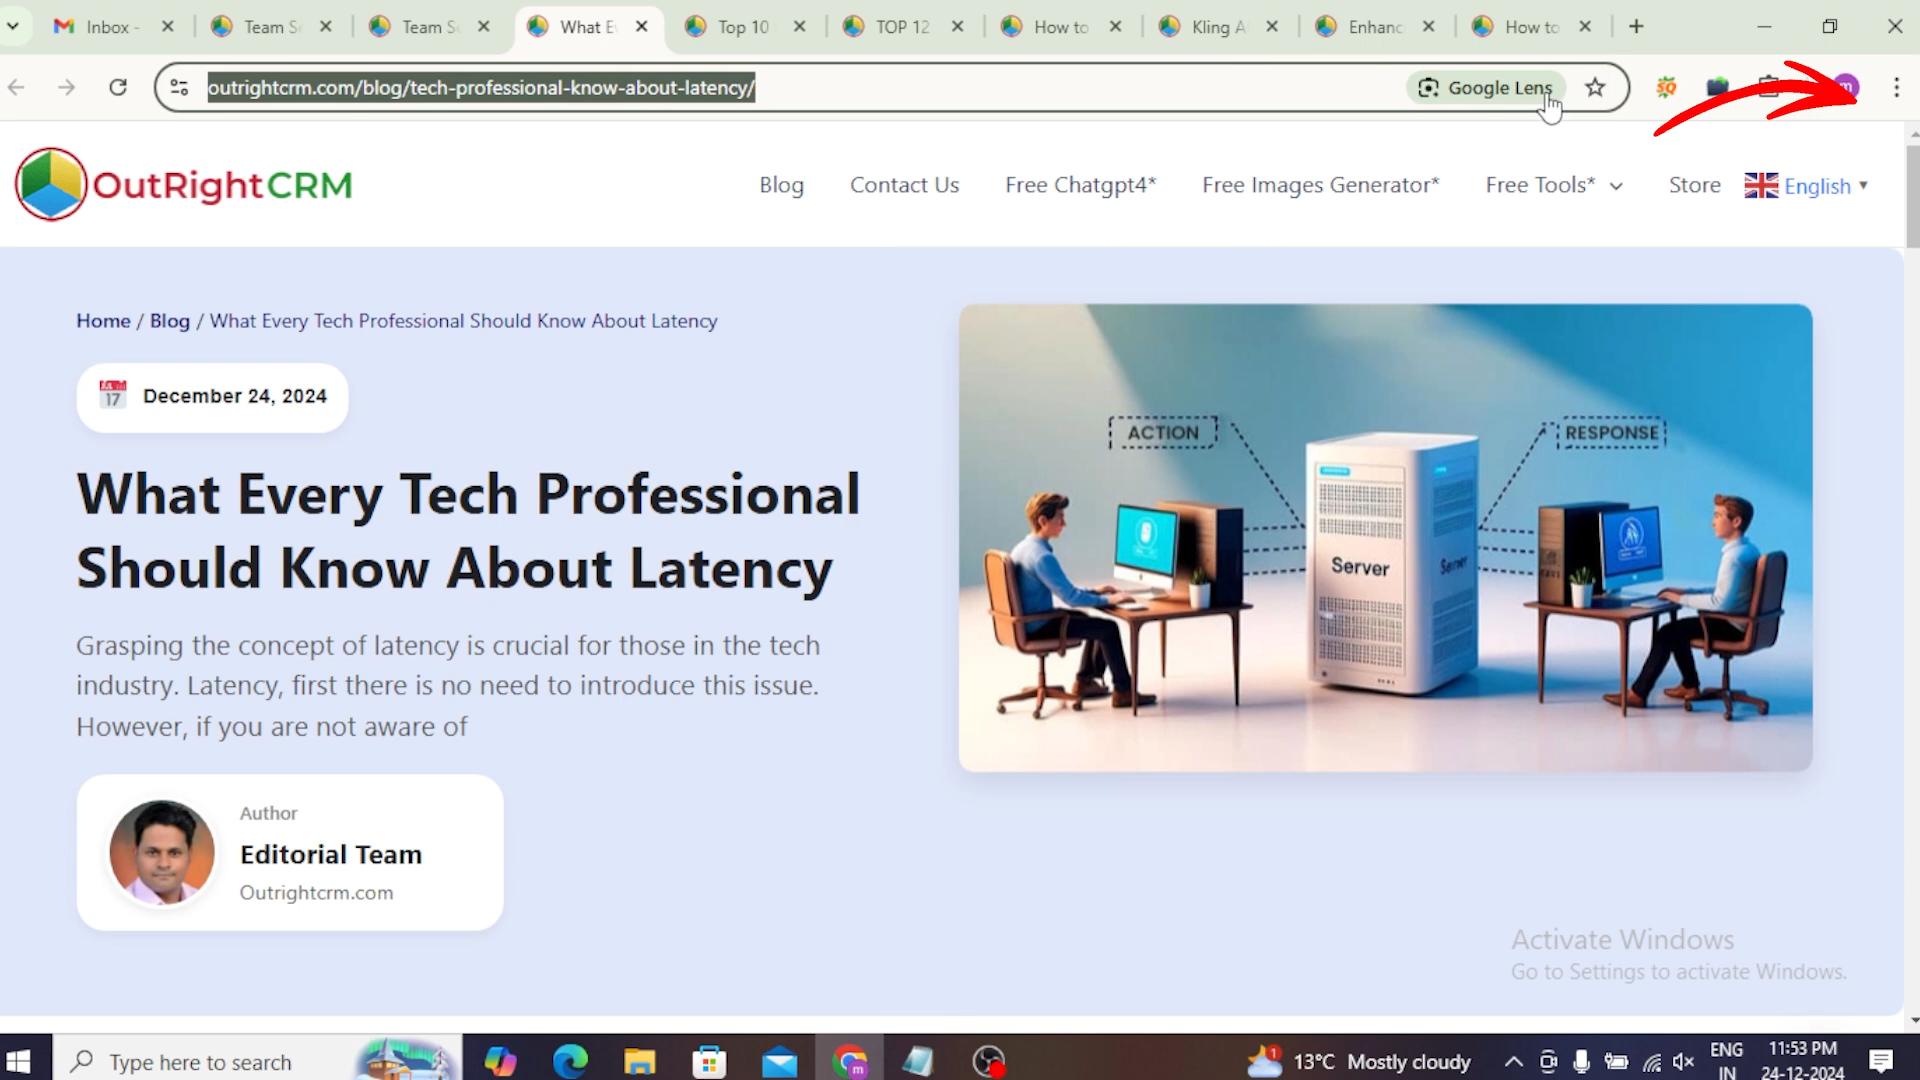 Inbox -
Team S
Team S
What E
Top 10
TOP 12
How to
Kling A
Enhanc
How to
outrightcrm.com/blog/tech-professional-know-about-latency/
Google Lens
SQ
m
OutRightCRM
Blog
Contact Us
Free Chatgpt4*
Free Images Generator*
Free Tools*
Store
English
Home / Blog / What Every Tech Professional Should Know About Latency
JUL
17
December 24, 2024
What Every Tech Professional
Should Know About Latency
Grasping the concept of latency is crucial for those in the tech
industry. Latency, first there is no need to introduce this issue.
However, if you are not aware of
ACTION
RESPONSE
Server
Server
Author
Editorial Team
Outrightcrm.com
Activate Windows
Go to Settings to activate Windows.
Type here to search
m
1
13°C Mostly cloudy
ENG
IN
11:53 PM
24-12-2024